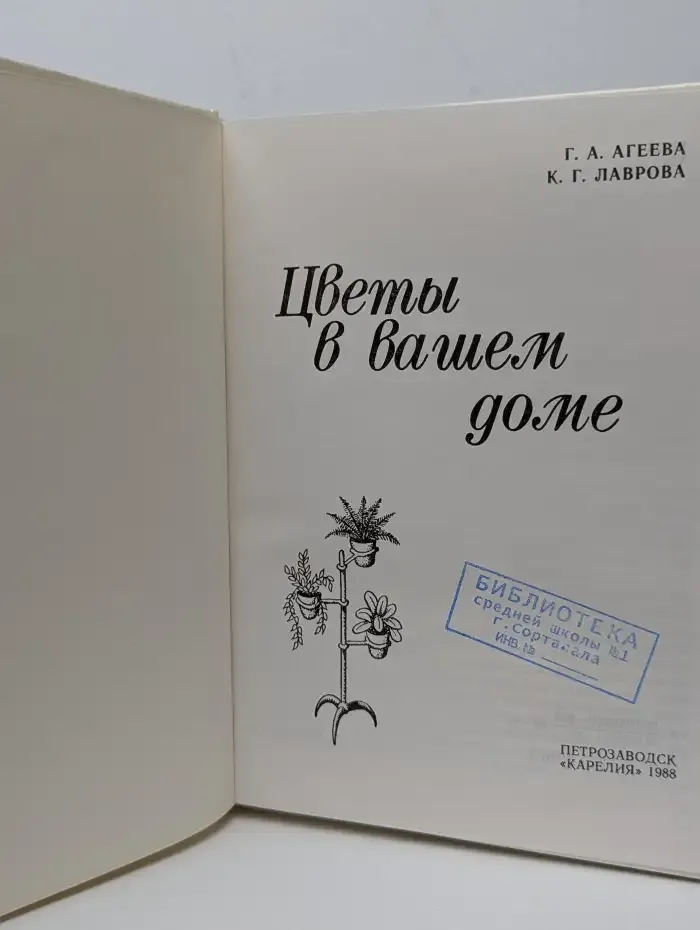 Г. А. АГЕЕВА
К. Г. ЛАВРОВА
Цветы
в вашем
доме
БИБЛИОТЕКА
средней школы №1
г. Сортавала
ИНВ. №
ПЕТРОЗАВОДСК
«КАРЕЛИЯ» 1988